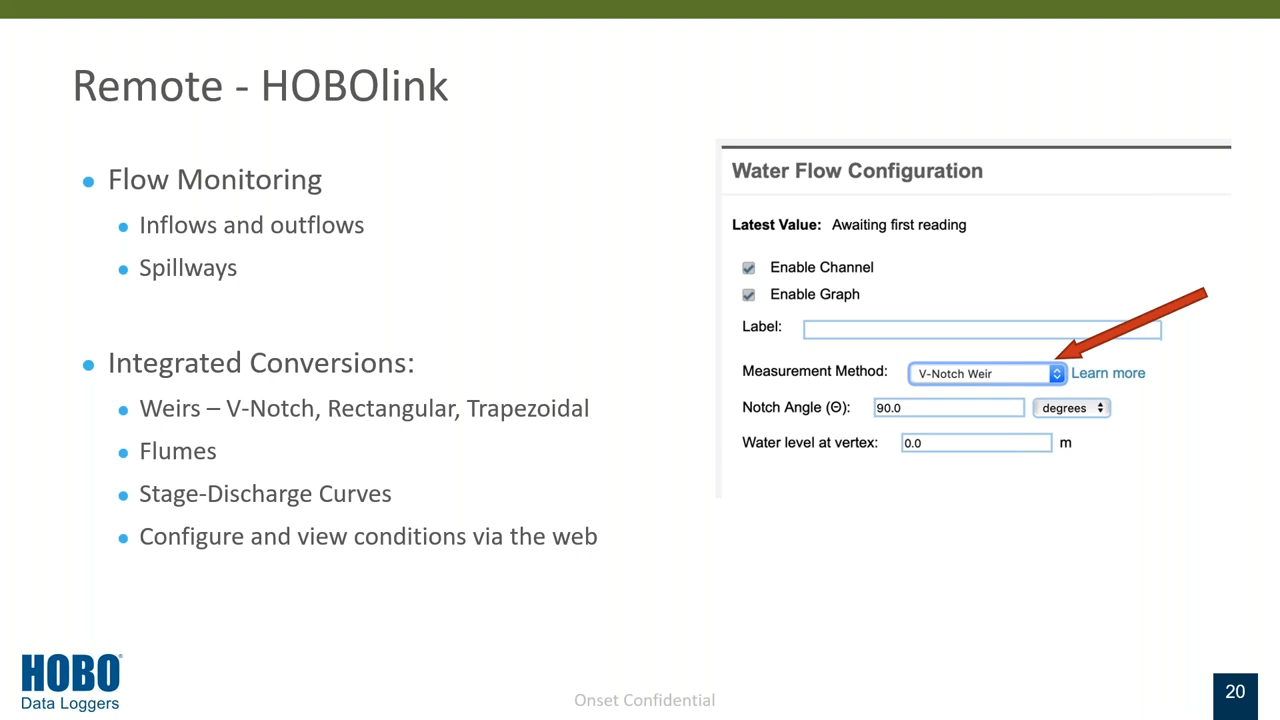 Remote - HOBOlink
Flow Monitoring
Inflows and outflows
Spillways
Integrated Conversions:
Weirs – V-Notch, Rectangular, Trapezoidal
Flumes
Stage-Discharge Curves
Configure and view conditions via the web
Water Flow Configuration
Latest Value: Awaiting first reading
Enable Channel
Enable Graph
Label:
Measurement Method: V-Notch Weir Learn more
Notch Angle (Θ): 90.0 degrees
Water level at vertex: 0.0 m
HOBO®
Data Loggers
Onset Confidential
20